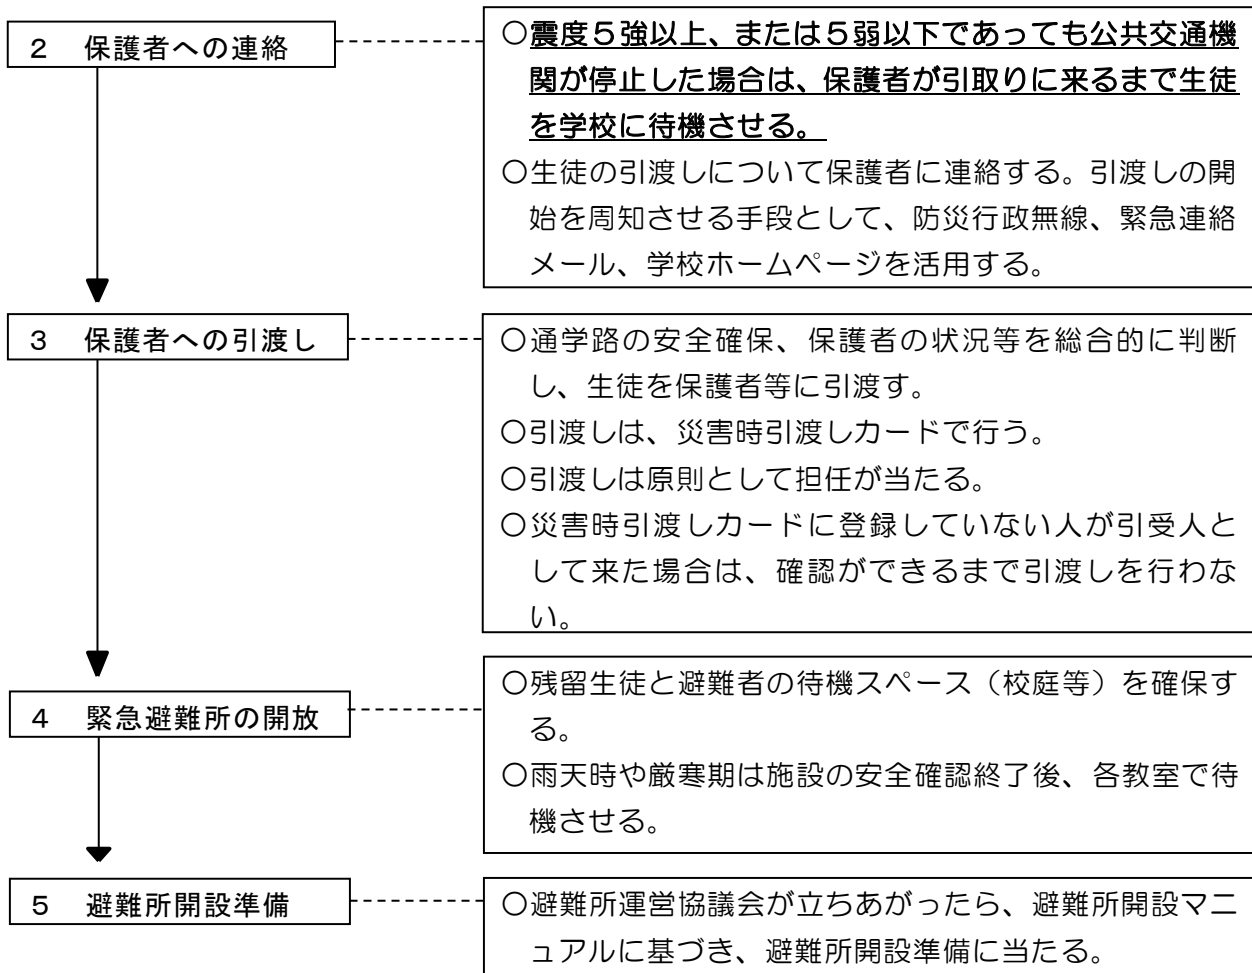 2　保護者への連絡
○震度５強以上、または５弱以下であっても公共交通機
関が停止した場合は、保護者が引取りに来るまで生徒
を学校に待機させる。
○生徒の引渡しについて保護者に連絡する。引渡しの開
始を周知させる手段として、防災行政無線、緊急連絡
メール、学校ホームページを活用する。
3　保護者への引渡し
○通学路の安全確保、保護者の状況等を総合的に判断
し、生徒を保護者等に引渡す。
○引渡しは、災害時引渡しカードで行う。
○引渡しは原則として担任が当たる。
○災害時引渡しカードに登録していない人が引受人と
して来た場合は、確認ができるまで引渡しを行わな
い。
4　緊急避難所の開放
○残留生徒と避難者の待機スペース（校庭等）を確保す
る。
○雨天時や厳寒期は施設の安全確認終了後、各教室で待
機させる。
5　避難所開設準備
○避難所運営協議会が立ちあがったら、避難所開設マニ
ュアルに基づき、避難所開設準備に当たる。